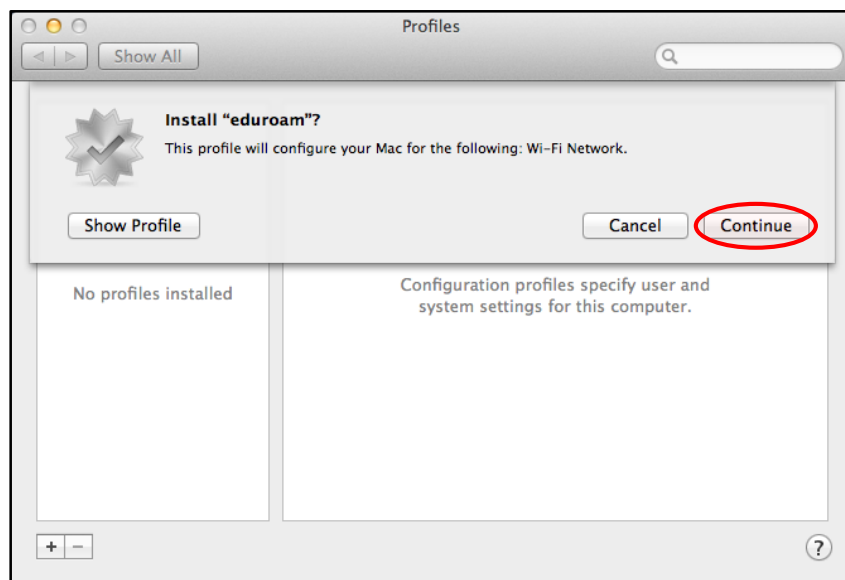 Profiles
Show All
Install “eduroam”?
This profile will configure your Mac for the following: Wi-Fi Network.
Show Profile
Cancel
Continue
No profiles installed
Configuration profiles specify user and
system settings for this computer.
+ −
?